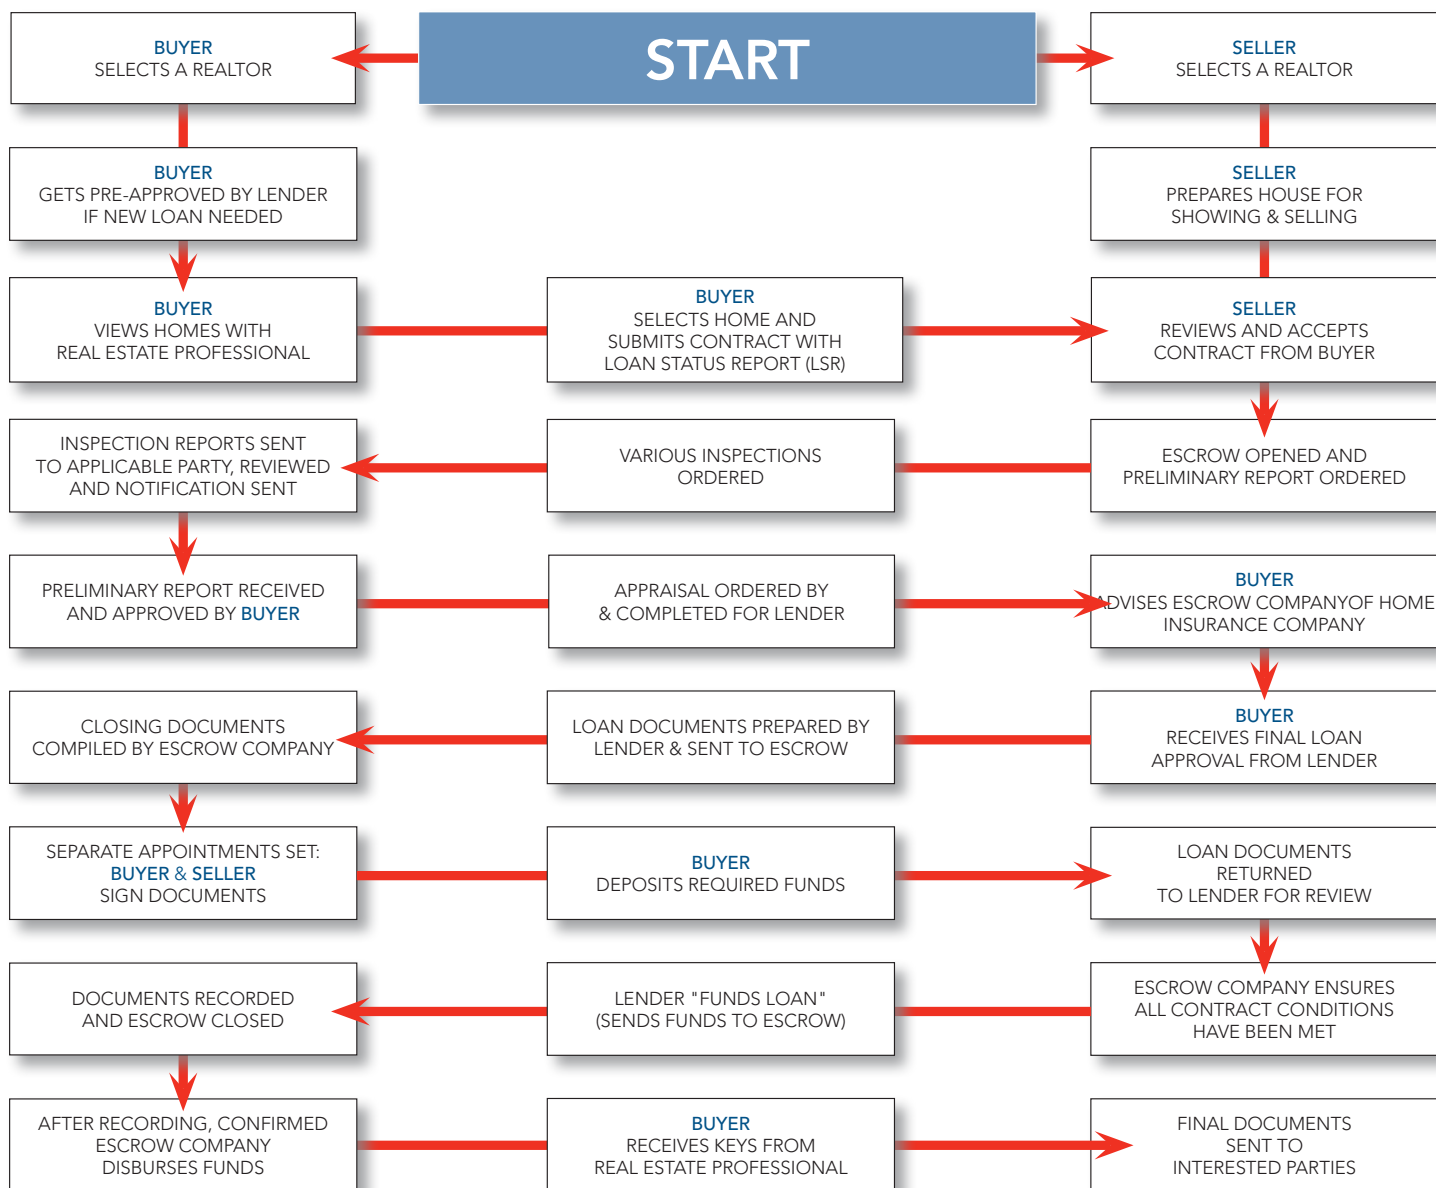 START
BUYER
SELECTS A REALTOR
SELLER
SELECTS A REALTOR
BUYER
GETS PRE-APPROVED BY LENDER
IF NEW LOAN NEEDED
SELLER
PREPARES HOUSE FOR
SHOWING & SELLING
BUYER
VIEWS HOMES WITH
REAL ESTATE PROFESSIONAL
BUYER
SELECTS HOME AND
SUBMITS CONTRACT WITH
LOAN STATUS REPORT (LSR)
SELLER
REVIEWS AND ACCEPTS
CONTRACT FROM BUYER
ESCROW OPENED AND
PRELIMINARY REPORT ORDERED
VARIOUS INSPECTIONS
ORDERED
INSPECTION REPORTS SENT
TO APPLICABLE PARTY, REVIEWED
AND NOTIFICATION SENT
PRELIMINARY REPORT RECEIVED
AND APPROVED BY BUYER
APPRAISAL ORDERED BY
& COMPLETED FOR LENDER
BUYER
ADVISES ESCROW COMPANYOF HOME
INSURANCE COMPANY
BUYER
RECEIVES FINAL LOAN
APPROVAL FROM LENDER
LOAN DOCUMENTS PREPARED BY
LENDER & SENT TO ESCROW
CLOSING DOCUMENTS
COMPILED BY ESCROW COMPANY
SEPARATE APPOINTMENTS SET:
BUYER & SELLER
SIGN DOCUMENTS
BUYER
DEPOSITS REQUIRED FUNDS
LOAN DOCUMENTS
RETURNED
TO LENDER FOR REVIEW
ESCROW COMPANY ENSURES
ALL CONTRACT CONDITIONS
HAVE BEEN MET
LENDER "FUNDS LOAN"
(SENDS FUNDS TO ESCROW)
DOCUMENTS RECORDED
AND ESCROW CLOSED
AFTER RECORDING, CONFIRMED
ESCROW COMPANY
DISBURSES FUNDS
BUYER
RECEIVES KEYS FROM
REAL ESTATE PROFESSIONAL
FINAL DOCUMENTS
SENT TO
INTERESTED PARTIES